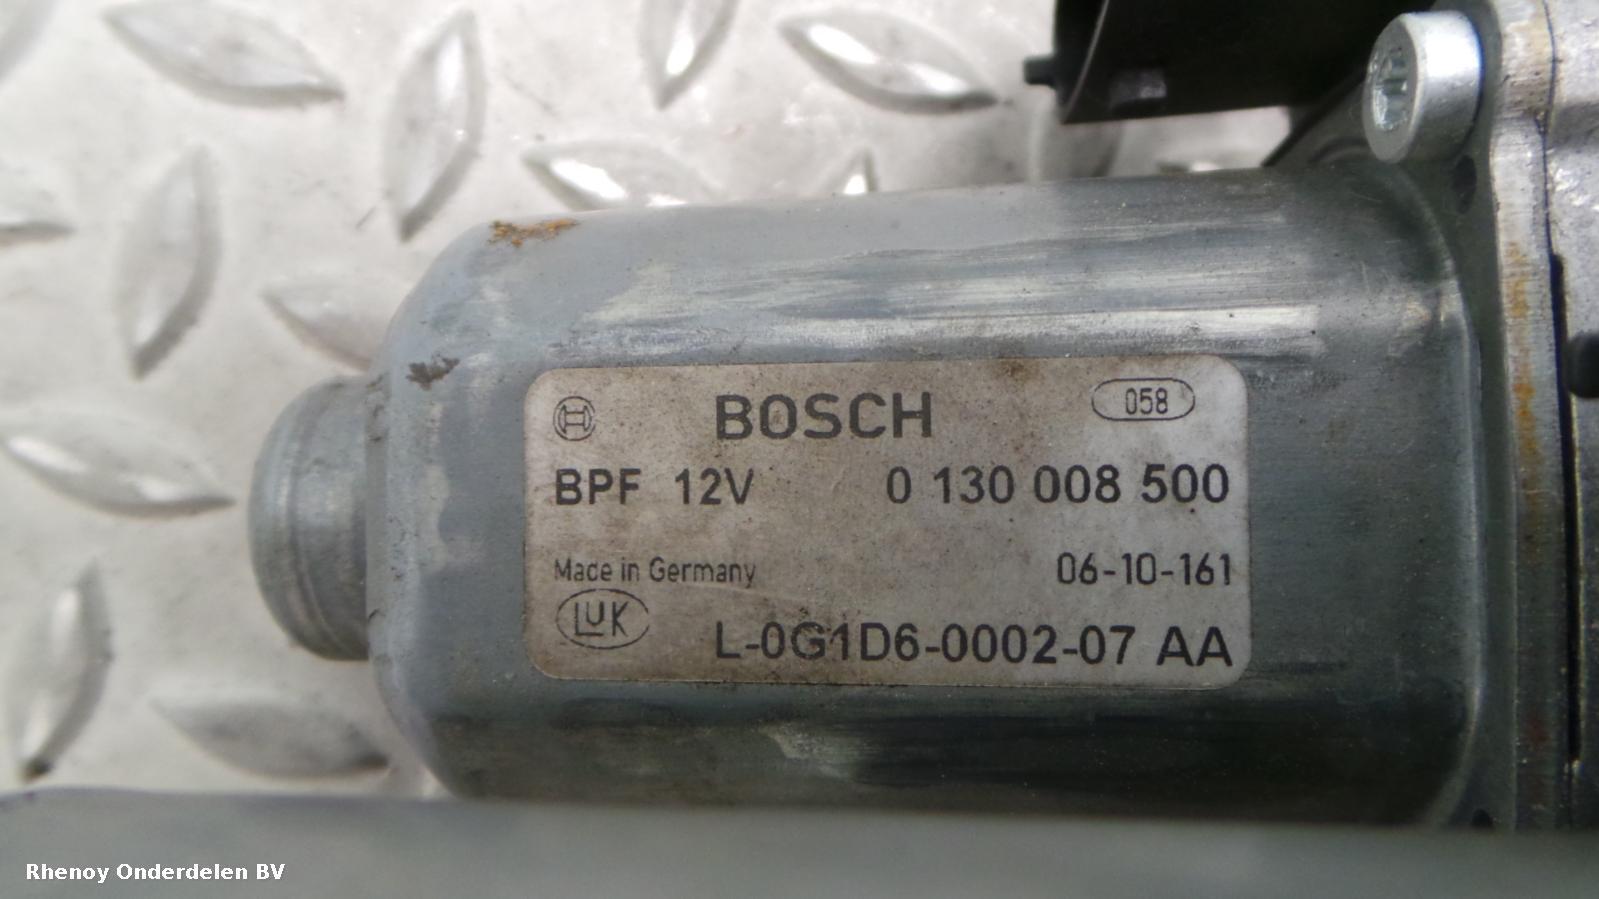 BOSCH 058
BPF 12V 0 130 008 500
Made in Germany 06-10-161
LUK L-0G1D6-0002-07 AA
Rhenoy Onderdelen BV